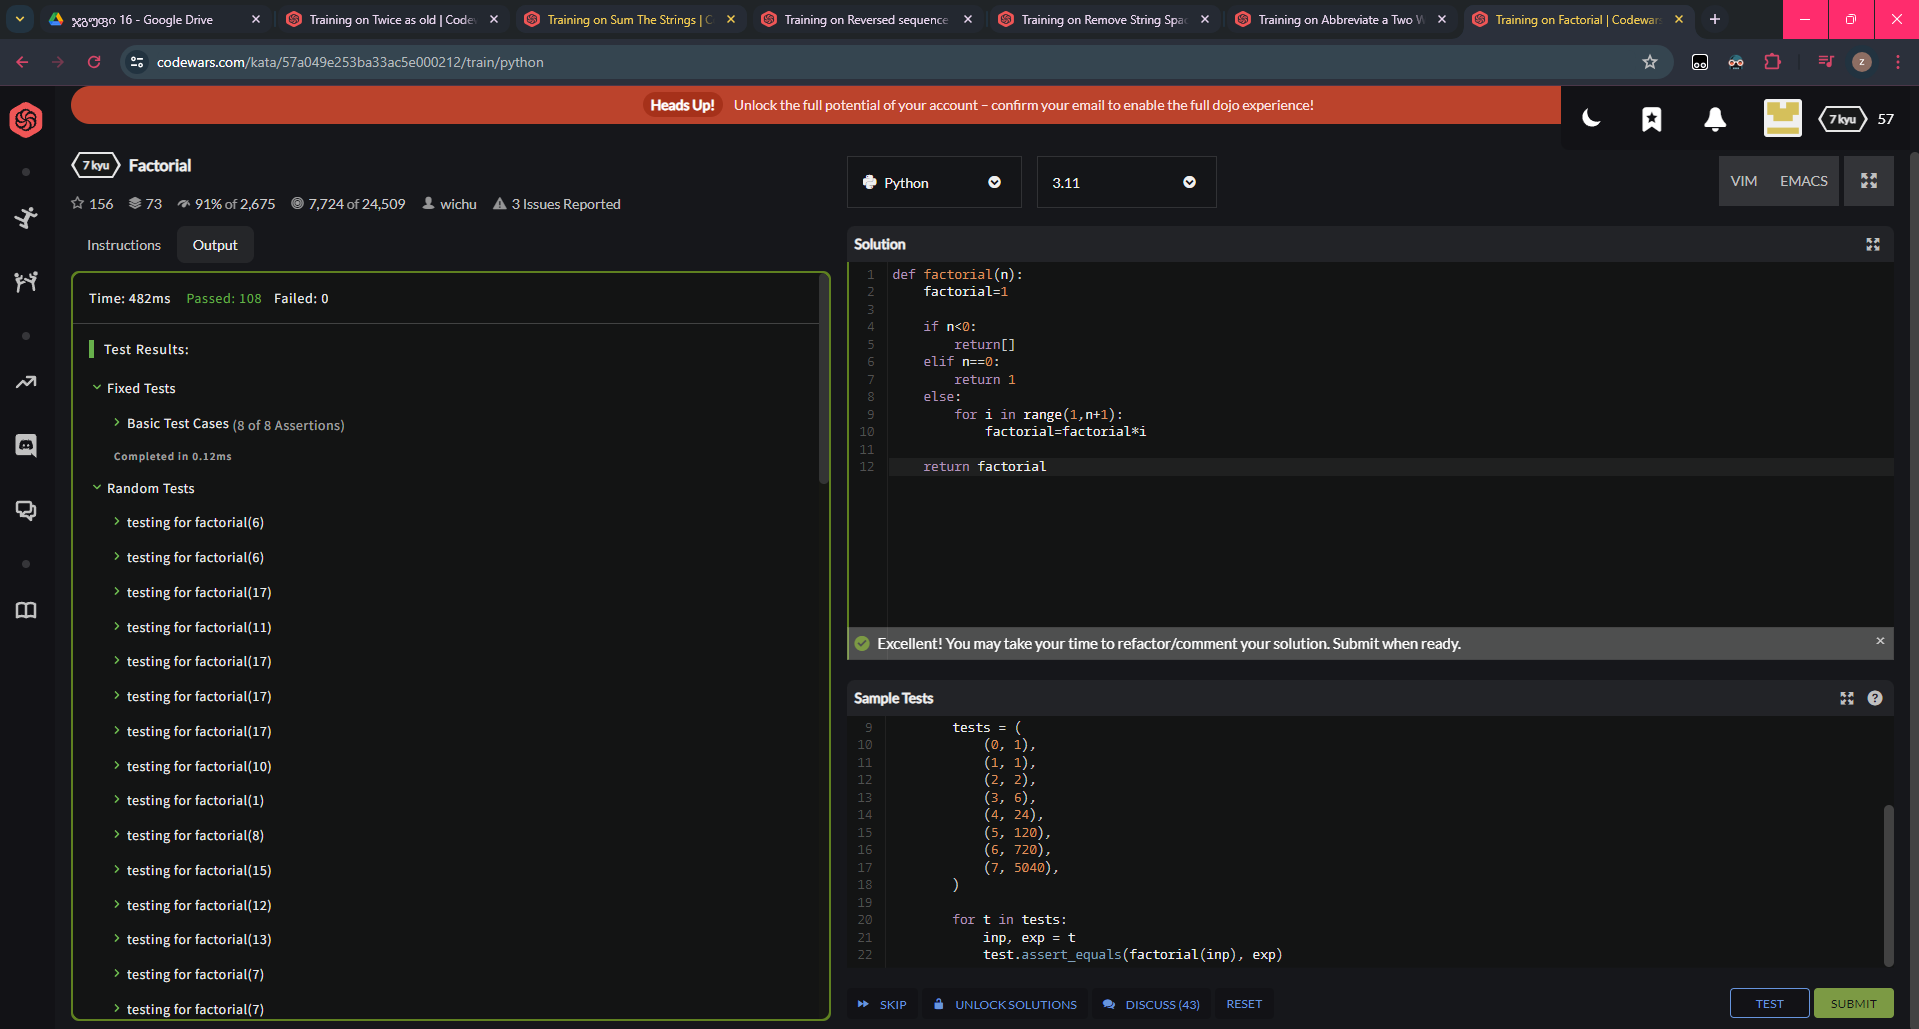 ჯგუფი 16 - Google Drive
Training on Twice as old | Codew
Training on Sum The Strings | C
Training on Reversed sequence
Training on Remove String Spac
Training on Abbreviate a Two W
Training on Factorial | Codewars
codewars.com/kata/57a049e253ba33ac5e000212/train/python
z
Heads Up! Unlock the full potential of your account – confirm your email to enable the full dojo experience!
7 kyu 57
7 kyu Factorial
156 73 91% of 2,675 7,724 of 24,509 wichu 3 Issues Reported
Python 3.11 VIM EMACS
Instructions Output
Time: 482ms Passed: 108 Failed: 0
Test Results:
Fixed Tests
Basic Test Cases (8 of 8 Assertions)
Completed in 0.12ms
Random Tests
testing for factorial(6)
testing for factorial(6)
testing for factorial(17)
testing for factorial(11)
testing for factorial(17)
testing for factorial(17)
testing for factorial(17)
testing for factorial(10)
testing for factorial(1)
testing for factorial(8)
testing for factorial(15)
testing for factorial(12)
testing for factorial(13)
testing for factorial(7)
testing for factorial(7)
Solution
1 def factorial(n):
2 factorial=1
3
4 if n<0:
5 return[]
6 elif n==0:
7 return 1
8 else:
9 for i in range(1,n+1):
10 factorial=factorial*i
11
12 return factorial
Excellent! You may take your time to refactor/comment your solution. Submit when ready.
Sample Tests
9 tests = (
10 (0, 1),
11 (1, 1),
12 (2, 2),
13 (3, 6),
14 (4, 24),
15 (5, 120),
16 (6, 720),
17 (7, 5040),
18 )
19
20 for t in tests:
21 inp, exp = t
22 test.assert_equals(factorial(inp), exp)
SKIP UNLOCK SOLUTIONS DISCUSS (43) RESET TEST SUBMIT